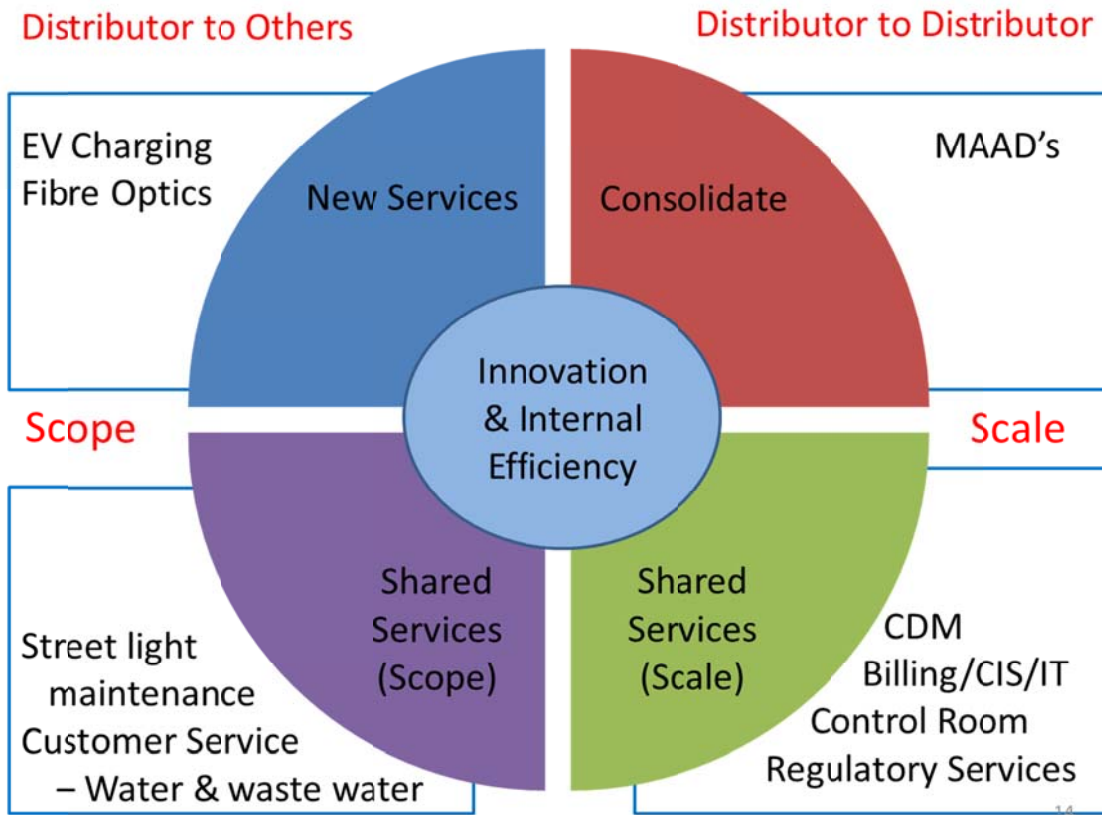 Distributor to Others
Distributor to Distributor
EV Charging
Fibre Optics
New Services
Consolidate
MAAD's
Innovation
& Internal
Efficiency
Scope
Scale
Shared
Services
(Scope)
Shared
Services
(Scale)
Street light
maintenance
Customer Service
– Water & waste water
CDM
Billing/CIS/IT
Control Room
Regulatory Services
14